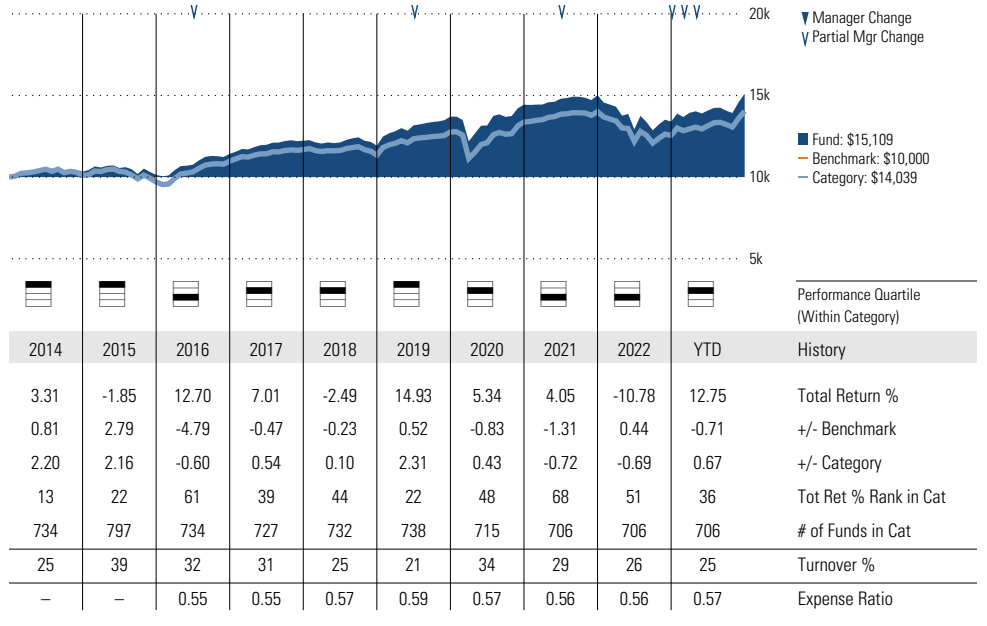 20k
Manager Change
Partial Mgr Change
15k
Fund: $15,109
Benchmark: $10,000
Category: $14,039
10k
5k
Performance Quartile
(Within Category)
2014 2015 2016 2017 2018 2019 2020 2021 2022 YTD History
3.31 -1.85 12.70 7.01 -2.49 14.93 5.34 4.05 -10.78 12.75 Total Return %
0.81 2.79 -4.79 -0.47 -0.23 0.52 -0.83 -1.31 0.44 -0.71 +/- Benchmark
2.20 2.16 -0.60 0.54 0.10 2.31 0.43 -0.72 -0.69 0.67 +/- Category
13 22 61 39 44 22 48 68 51 36 Tot Ret % Rank in Cat
734 797 734 727 732 738 715 706 706 706 # of Funds in Cat
25 39 32 31 25 21 34 29 26 25 Turnover %
– – 0.55 0.55 0.57 0.59 0.57 0.56 0.56 0.57 Expense Ratio